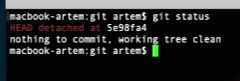 macbook-artem:git artem$ git status
HEAD detached at 5e98fa4
nothing to commit, working tree clean
macbook-artem:git artem$